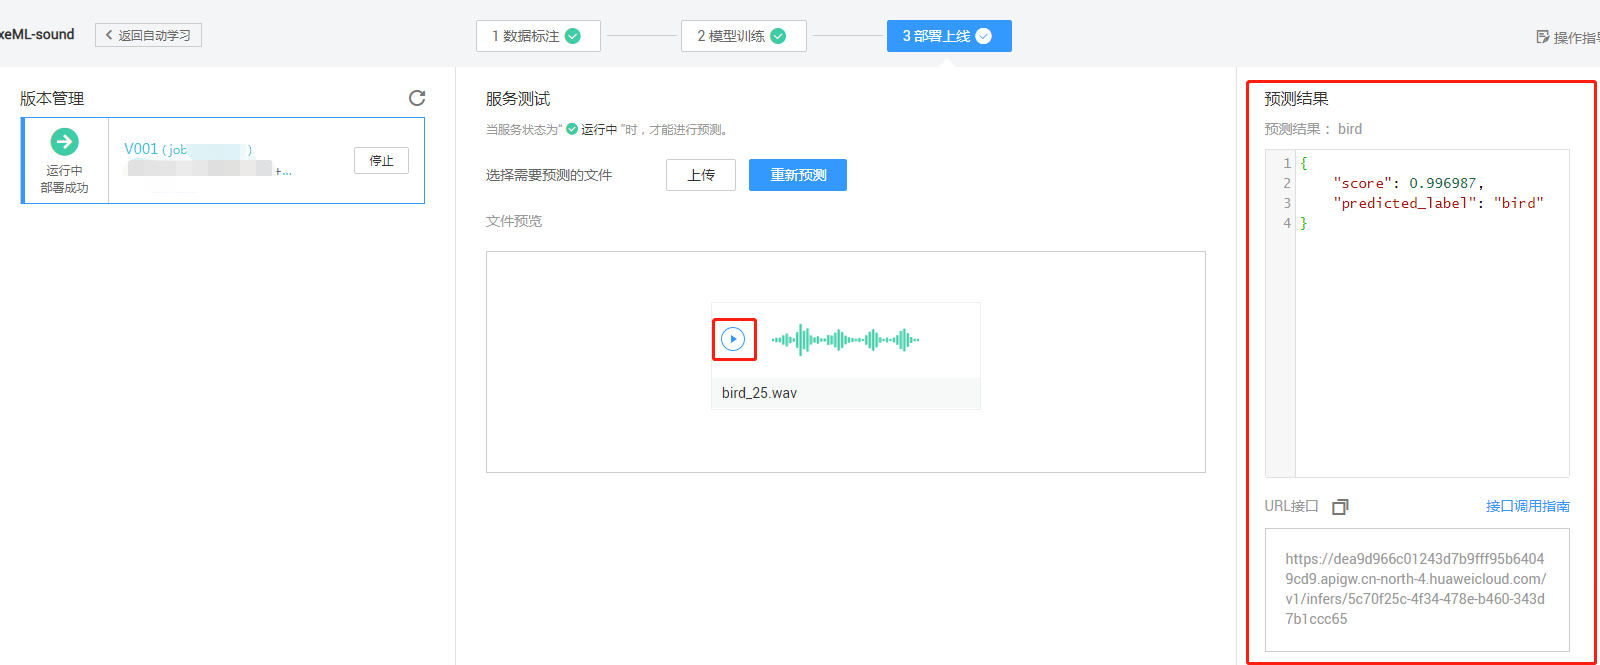 xeML-sound
返回自动学习
1 数据标注
2 模型训练
3 部署上线
操作指导
版本管理
运行中
部署成功
V001 ( job )
+...
停止
服务测试
当服务状态为“ 运行中 ”时，才能进行预测。
选择需要预测的文件
上传
重新预测
文件预览
bird_25.wav
预测结果
预测结果： bird
1 {
2 "score": 0.996987,
3 "predicted_label": "bird"
4 }
URL接口
接口调用指南
https://dea9d966c01243d7b9fff95b6404
9cd9.apigw.cn-north-4.huaweicloud.com/
v1/infers/5c70f25c-4f34-478e-b460-343d
7b1ccc65